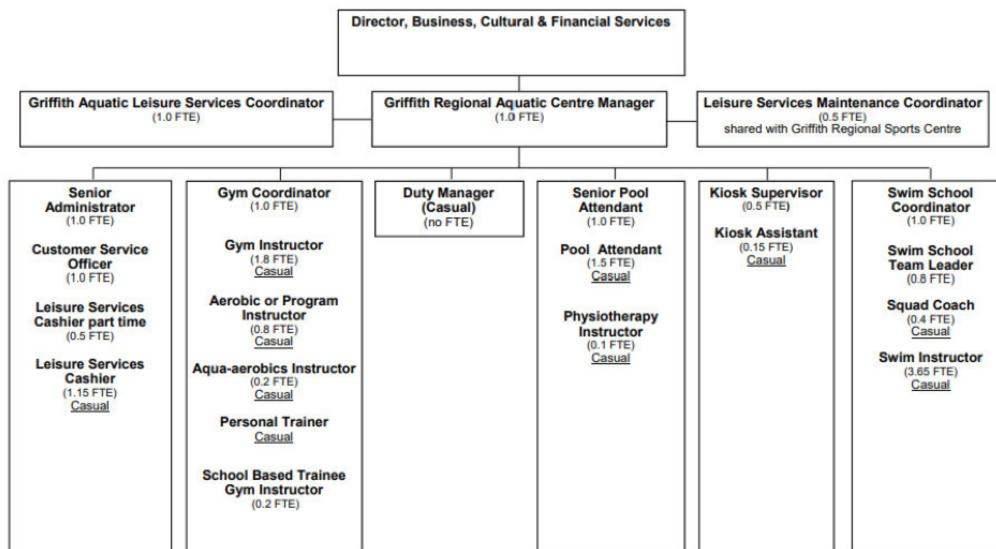 Director, Business, Cultural & Financial Services
Griffith Aquatic Leisure Services Coordinator
(1.0 FTE)
Griffith Regional Aquatic Centre Manager
(1.0 FTE)
Leisure Services Maintenance Coordinator
(0.5 FTE)
shared with Griffith Regional Sports Centre
Senior
Administrator
(1.0 FTE)
Customer Service
Officer
(1.0 FTE)
Leisure Services
Cashier part time
(0.5 FTE)
Leisure Services
Cashier
(1.15 FTE)
Casual
Gym Coordinator
(1.0 FTE)
Gym Instructor
(1.8 FTE)
Casual
Aerobic or Program
Instructor
(0.8 FTE)
Casual
Aqua-aerobics Instructor
(0.2 FTE)
Casual
Personal Trainer
Casual
School Based Trainee
Gym Instructor
(0.2 FTE)
Duty Manager
(Casual)
(no FTE)
Senior Pool
Attendant
(1.0 FTE)
Pool Attendant
(1.5 FTE)
Casual
Physiotherapy
Instructor
(0.1 FTE)
Casual
Kiosk Supervisor
(0.5 FTE)
Kiosk Assistant
(0.15 FTE)
Casual
Swim School
Coordinator
(1.0 FTE)
Swim School
Team Leader
(0.8 FTE)
Squad Coach
(0.4 FTE)
Casual
Swim Instructor
(3.65 FTE)
Casual